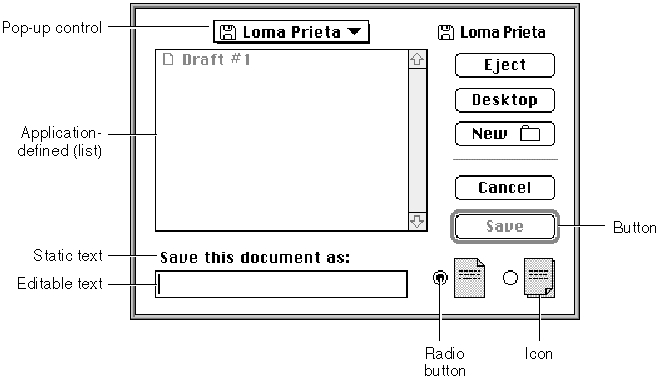 Pop-up control
Loma Prieta
Loma Prieta
Draft #1
Eject
Desktop
New
Application-
defined (list)
Cancel
Save
Button
Static text
Save this document as:
Editable text
Radio
button
Icon